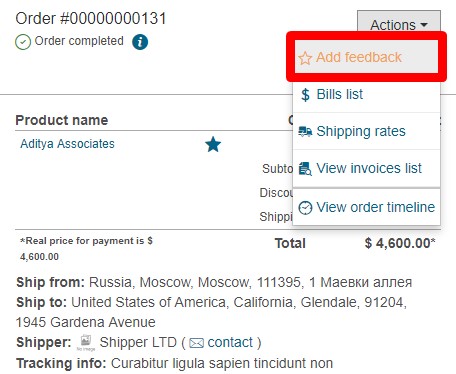 Order #00000000131
Actions
Order completed
Add feedback
Bills list
Product name
Aditya Associates
Shipping rates
Subto
View invoices list
Discou
Shippi
View order timeline
*Real price for payment is $
4,600.00
Total
$ 4,600.00*
Ship from: Russia, Moscow, Moscow, 111395, 1 Маевки аллея
Ship to: United States of America, California, Glendale, 91204,
1945 Gardena Avenue
Shipper: Shipper LTD ( contact )
Tracking info: Curabitur ligula sapien tincidunt non